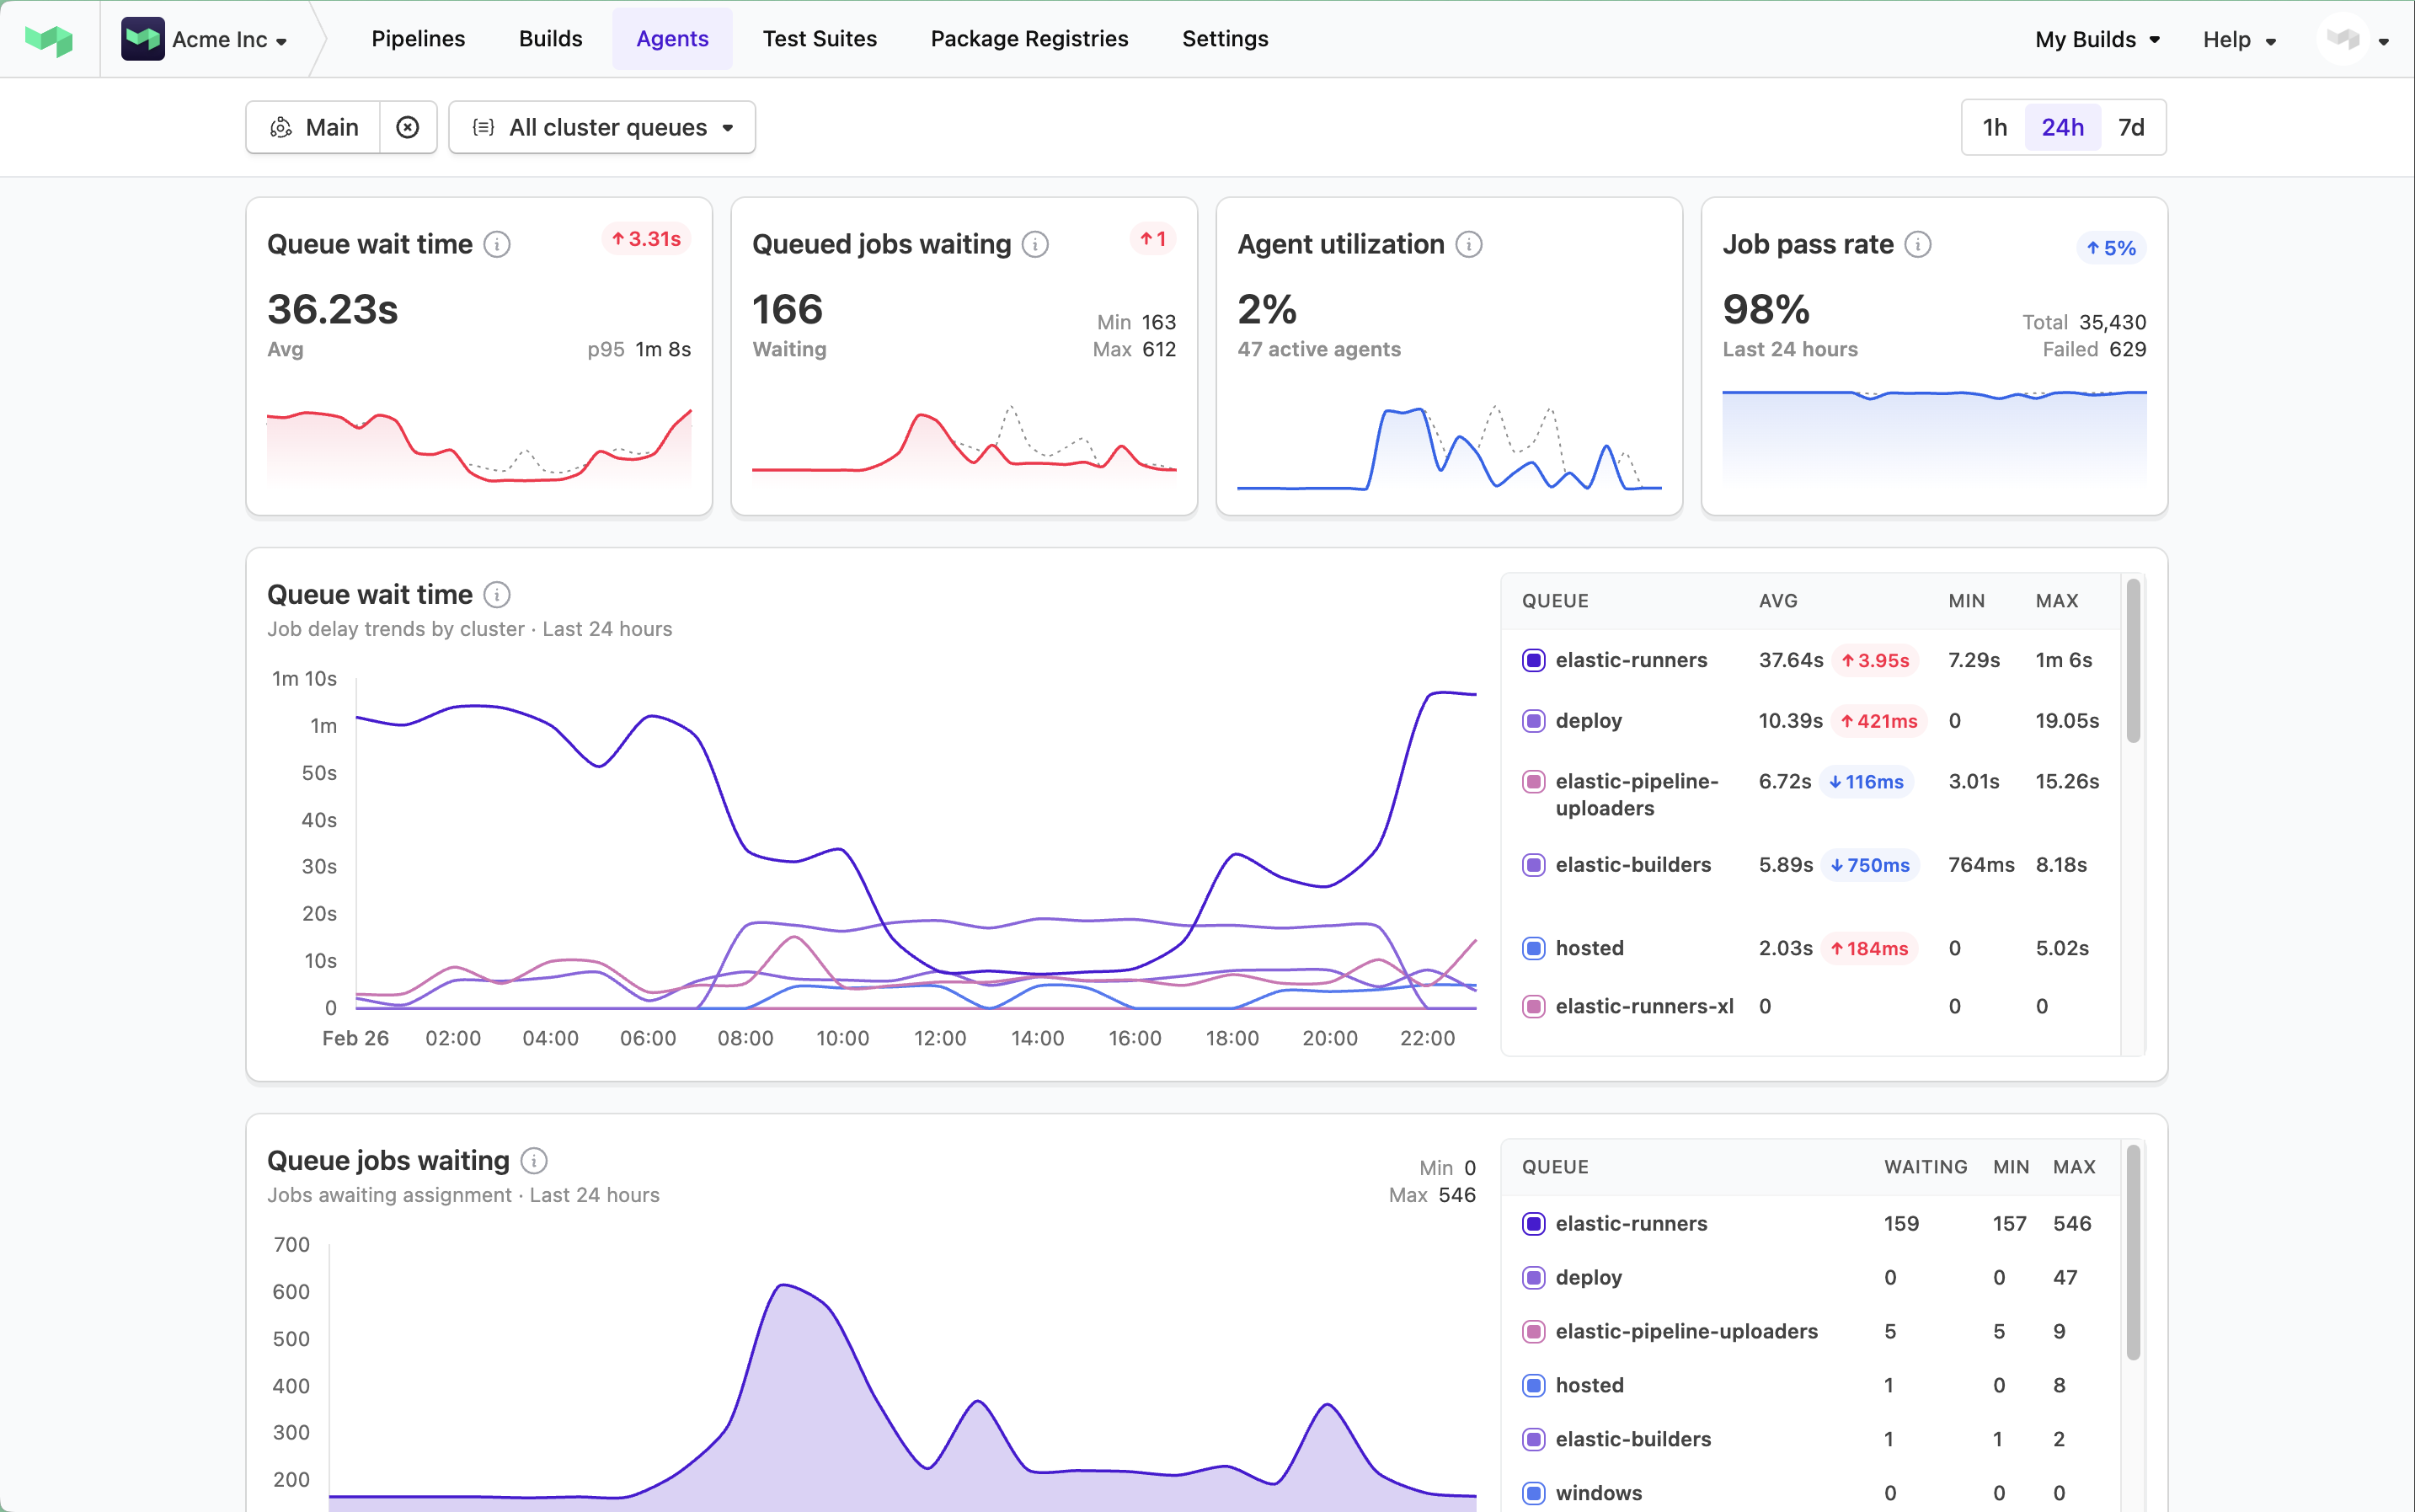 Acme Inc
Pipelines
Builds
Agents
Test Suites
Package Registries
Settings
My Builds
Help
Main
All cluster queues
1h
24h
7d
Queue wait time
↑3.31s
36.23s
Avg
p95 1m 8s
Queued jobs waiting
↑1
166
Waiting
Min 163
Max 612
Agent utilization
2%
47 active agents
Job pass rate
↑5%
98%
Last 24 hours
Total 35,430
Failed 629
Queue wait time
Job delay trends by cluster · Last 24 hours
1m 10s
1m
50s
40s
30s
20s
10s
0
Feb 26 02:00 04:00 06:00 08:00 10:00 12:00 14:00 16:00 18:00 20:00 22:00
QUEUE AVG MIN MAX
elastic-runners 37.64s ↑3.95s 7.29s 1m 6s
deploy 10.39s ↑421ms 0 19.05s
elastic-pipeline- 6.72s ↓116ms 3.01s 15.26s
uploaders
elastic-builders 5.89s ↓750ms 764ms 8.18s
hosted 2.03s ↑184ms 0 5.02s
elastic-runners-xl 0 0 0
Queue jobs waiting
Jobs awaiting assignment · Last 24 hours
Min 0
Max 546
700
600
500
400
300
200
QUEUE WAITING MIN MAX
elastic-runners 159 157 546
deploy 0 0 47
elastic-pipeline-uploaders 5 5 9
hosted 1 0 8
elastic-builders 1 1 2
windows 0 0 0